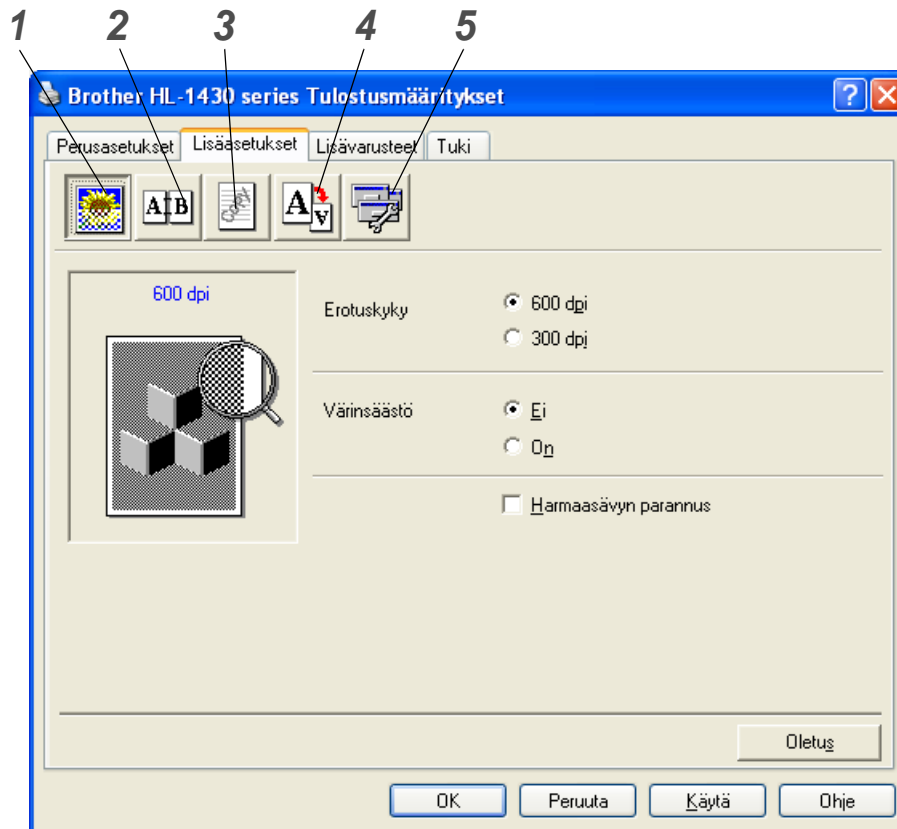 1 2 3 4 5
Brother HL-1430 series Tulostusmääritykset
Perusasetukset Lisäasetukset Lisävarusteet Tuki
A B COPY A A
600 dpi
Erotuskyky 600 dpi
300 dpi
Värinsäästö Ei
On
Harmaasävyn parannus
Oletus
OK Peruuta Käytä Ohje